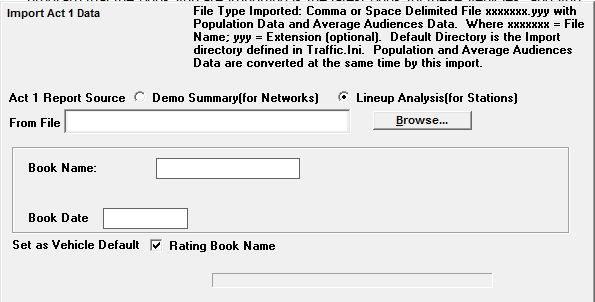 Import Act 1 Data
File Type Imported: Comma or Space Delimited File xxxxxxx.yyy with
Population Data and Average Audiences Data. Where xxxxxxx = File
Name; yyy = Extension (optional). Default Directory is the Import
directory defined in Traffic.Ini. Population and Average Audiences
Data are converted at the same time by this import.
Act 1 Report Source Demo Summary(for Networks) Lineup Analysis(for Stations)
From File Browse...
Book Name:
Book Date
Set as Vehicle Default Rating Book Name